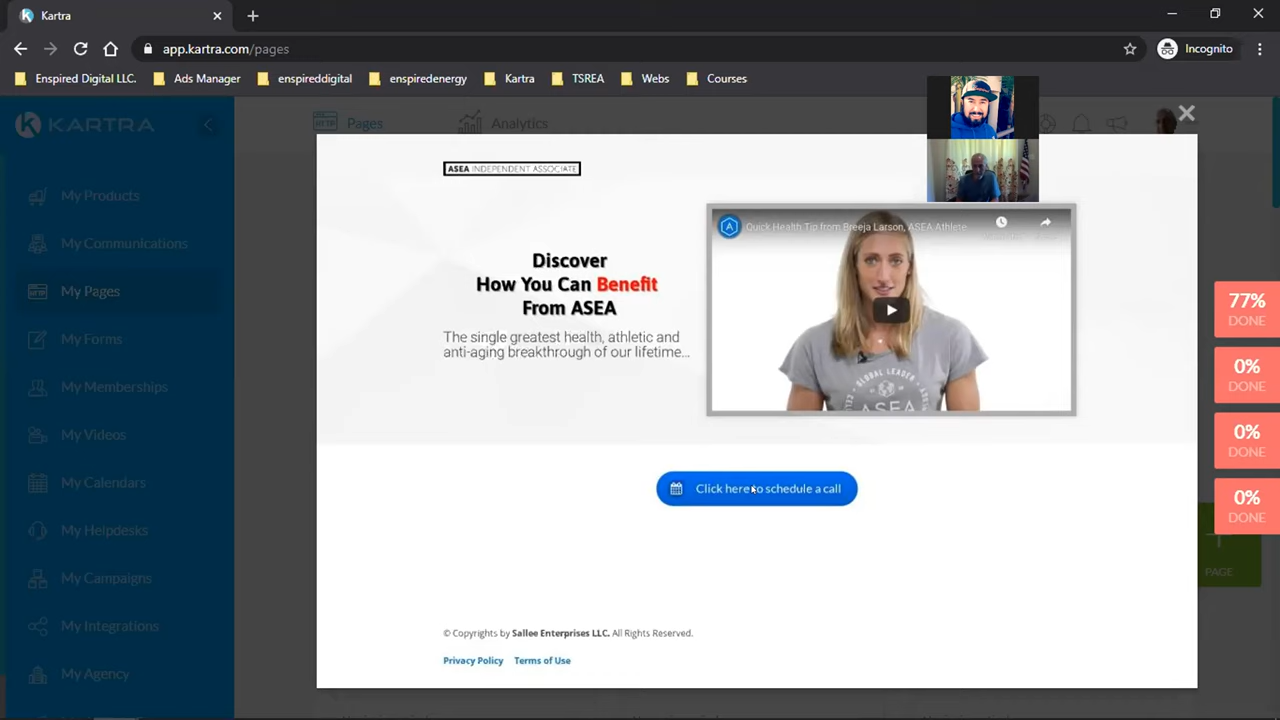 Kartra
app.kartra.com/pages
Incognito
Enspired Digital LLC.
Ads Manager
enspireddigital
enspiredenergy
Kartra
TSREA
Webs
Courses
KARTRA
Pages
Analytics
My Products
My Communications
My Pages
My Forms
My Memberships
My Videos
My Calendars
My Helpdesks
My Campaigns
My Integrations
My Agency
ASEA INDEPENDENT ASSOCIATE
Discover
How You Can Benefit
From ASEA
The single greatest health, athletic and
anti-aging breakthrough of our lifetime...
Quick Health Tip from Breeja Larson, ASEA Athlete
GLOBAL LEADER
ASEA
Click here to schedule a call
© Copyrights by Sallee Enterprises LLC. All Rights Reserved.
Privacy Policy Terms of Use
77%
DONE
0%
DONE
0%
DONE
0%
DONE
PAGE